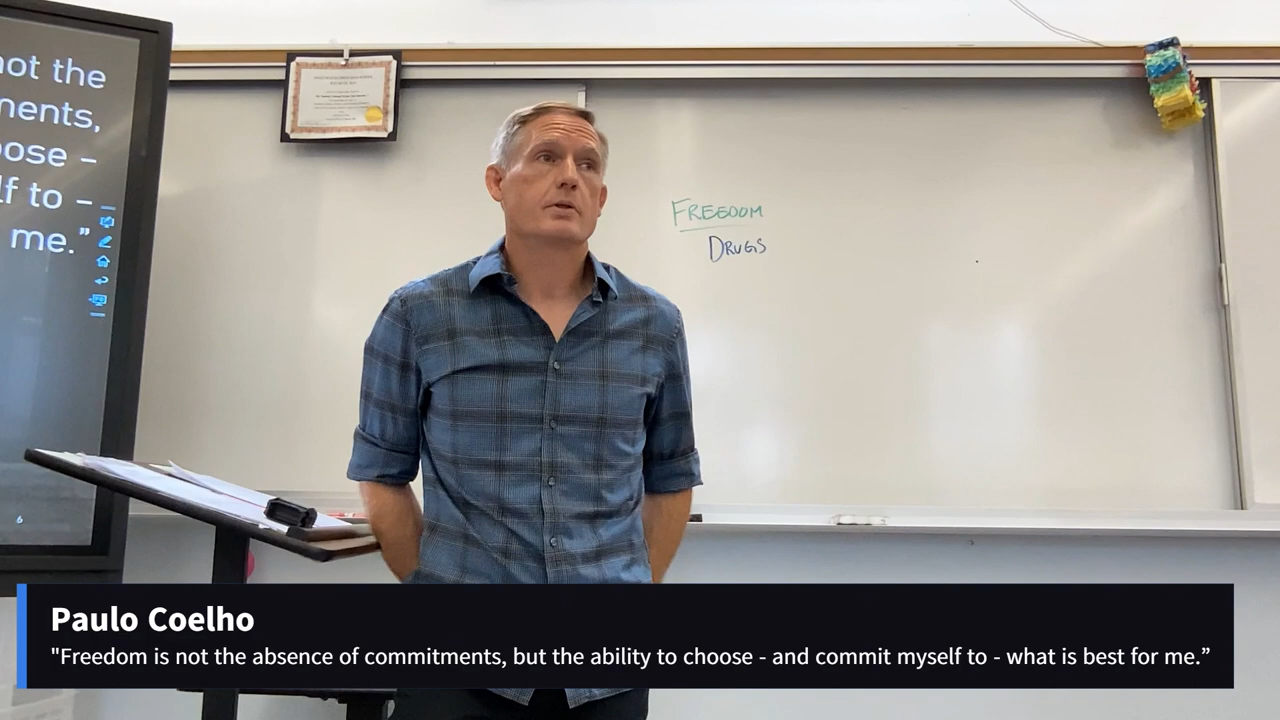 not the
ments,
oose –
lf to –
me.”
6
FREEDOM
DRUGS
Paulo Coelho
"Freedom is not the absence of commitments, but the ability to choose - and commit myself to - what is best for me.”